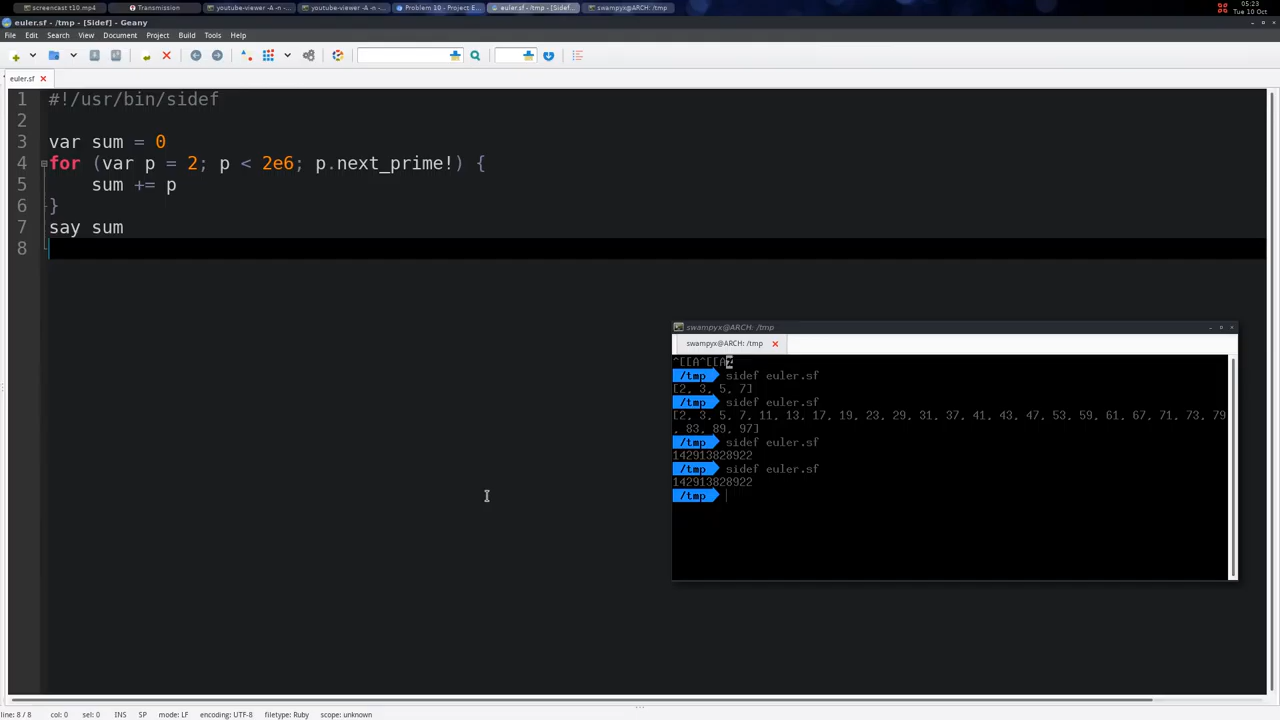 screencast t10.mp4
Transmission
youtube-viewer -A -n -...
youtube-viewer -A -n -...
Problem 10 - Project E...
euler.sf - /tmp - [Sidef...
swampyx@ARCH: /tmp
05:23
Tue 10 Oct
euler.sf - /tmp - [Sidef] - Geany
File Edit Search View Document Project Build Tools Help
euler.sf
1 #!/usr/bin/sidef
2
3 var sum = 0
4 for (var p = 2; p < 2e6; p.next_prime!) {
5 sum += p
6 }
7 say sum
8
swampyx@ARCH: /tmp
swampyx@ARCH: /tmp
/tmp sidef euler.sf
[2, 3, 5, 7]
/tmp sidef euler.sf
[2, 3, 5, 7, 11, 13, 17, 19, 23, 29, 31, 37, 41, 43, 47, 53, 59, 61, 67, 71, 73, 79
, 83, 89, 97]
/tmp sidef euler.sf
142913828922
/tmp sidef euler.sf
142913828922
/tmp
line: 8 / 8 col: 0 sel: 0 INS SP mode: LF encoding: UTF-8 filetype: Ruby scope: unknown